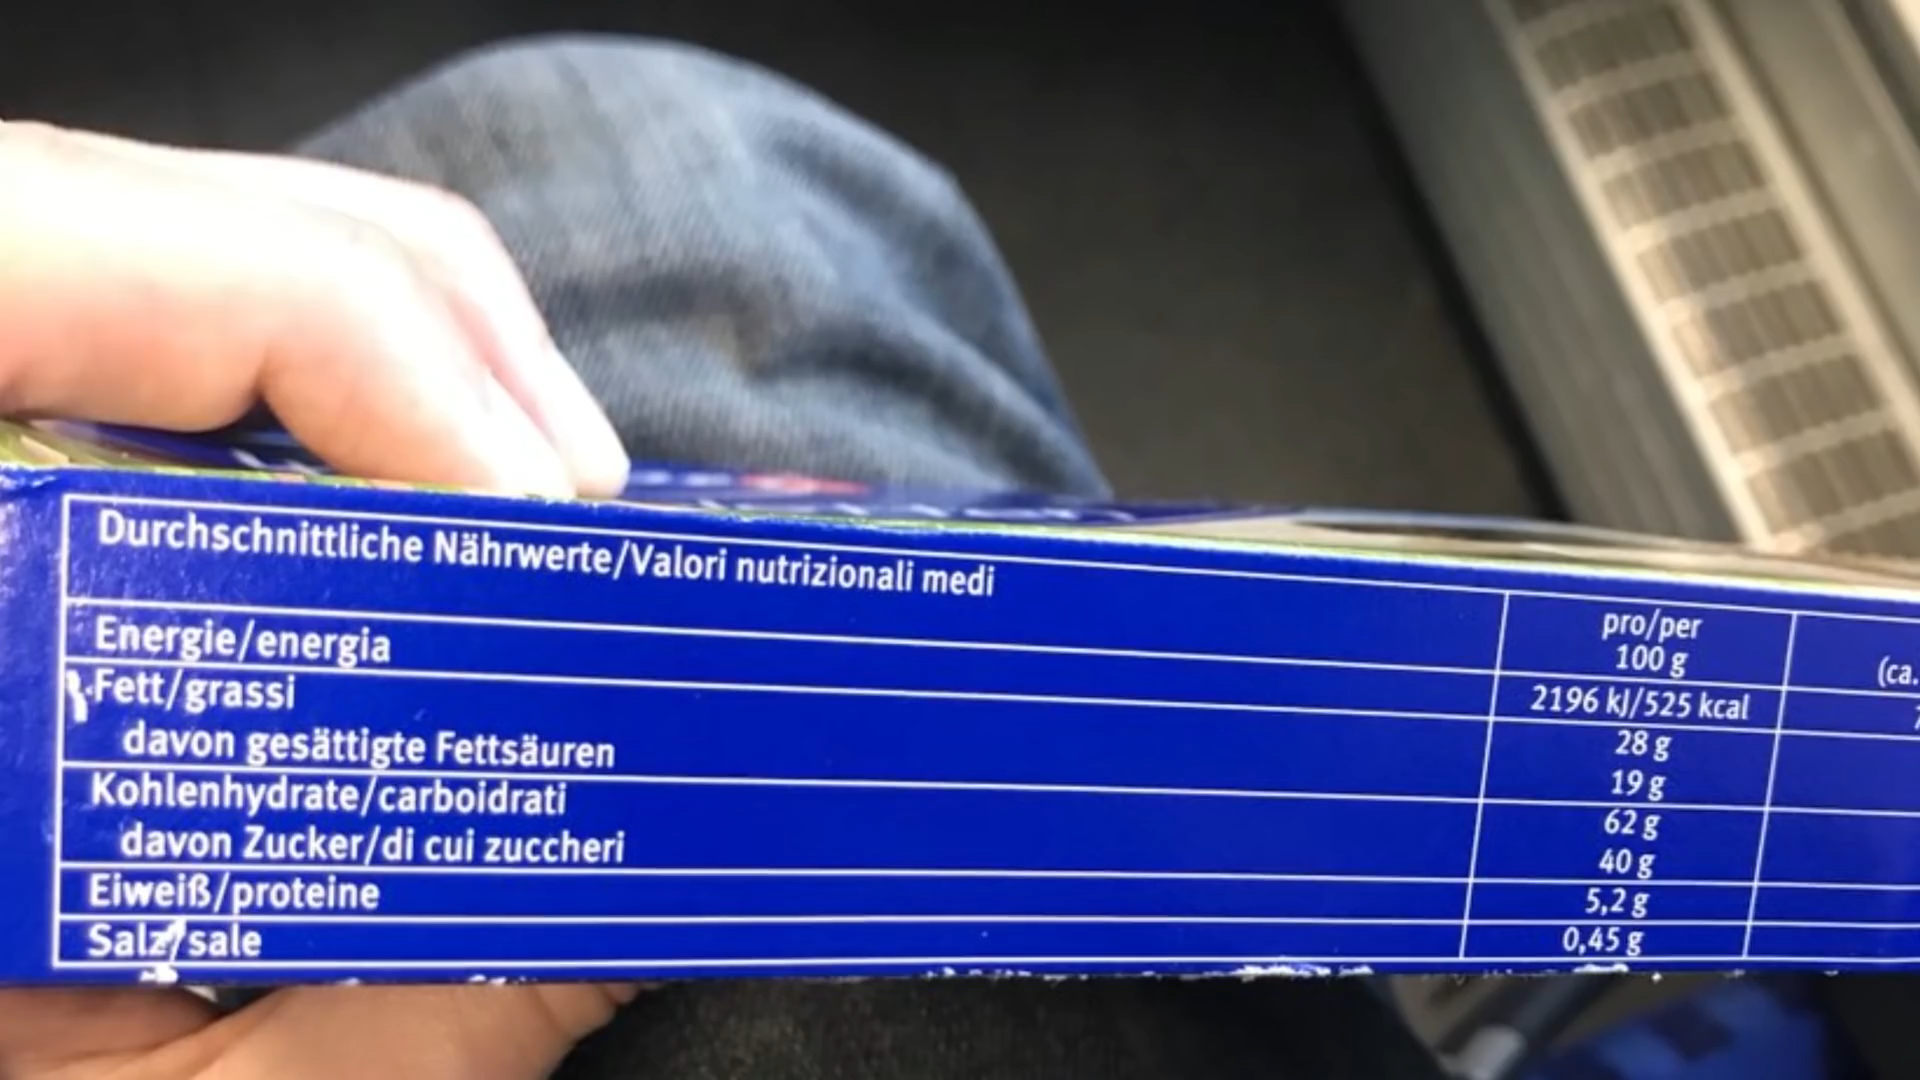 Durchschnittliche Nährwerte/Valori nutrizionali medi
pro/per
100 g
(ca.
Energie/energia 2196 kJ/525 kcal
Fett/grassi 28 g
davon gesättigte Fettsäuren 19 g
Kohlenhydrate/carboidrati 62 g
davon Zucker/di cui zuccheri 40 g
Eiweiß/proteine 5,2 g
Salz/sale 0,45 g